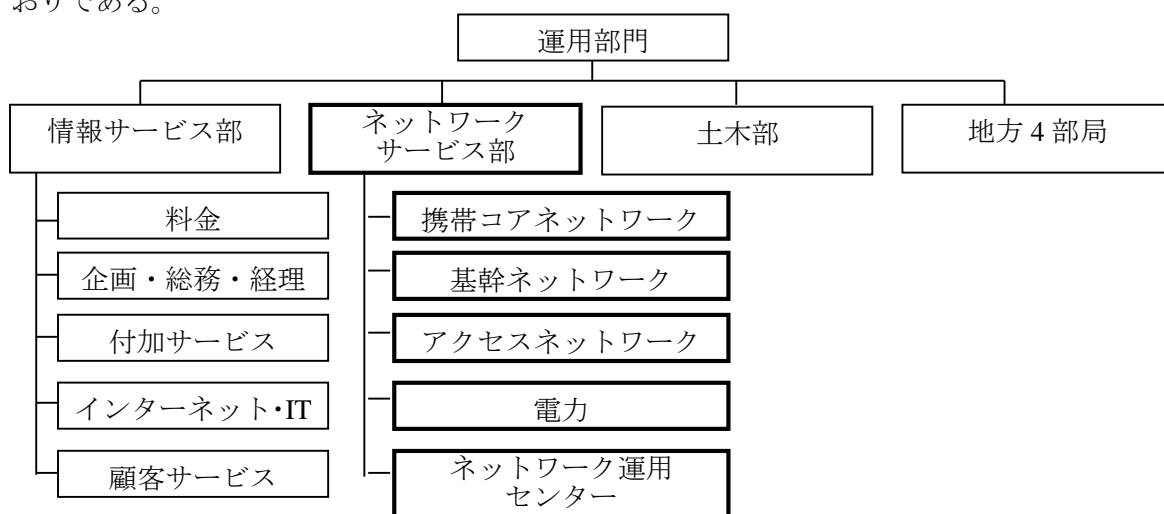 おりである。
運用部門
情報サービス部
ネットワーク
サービス部
土木部
地方 4 部局
料金
企画・総務・経理
付加サービス
インターネット・IT
顧客サービス
携帯コアネットワーク
基幹ネットワーク
アクセスネットワーク
電力
ネットワーク運用
センター